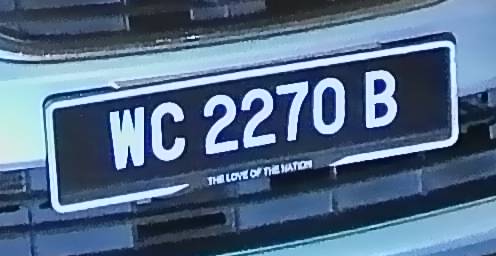 WC 2270 B
THE LOVE OF THE NATION